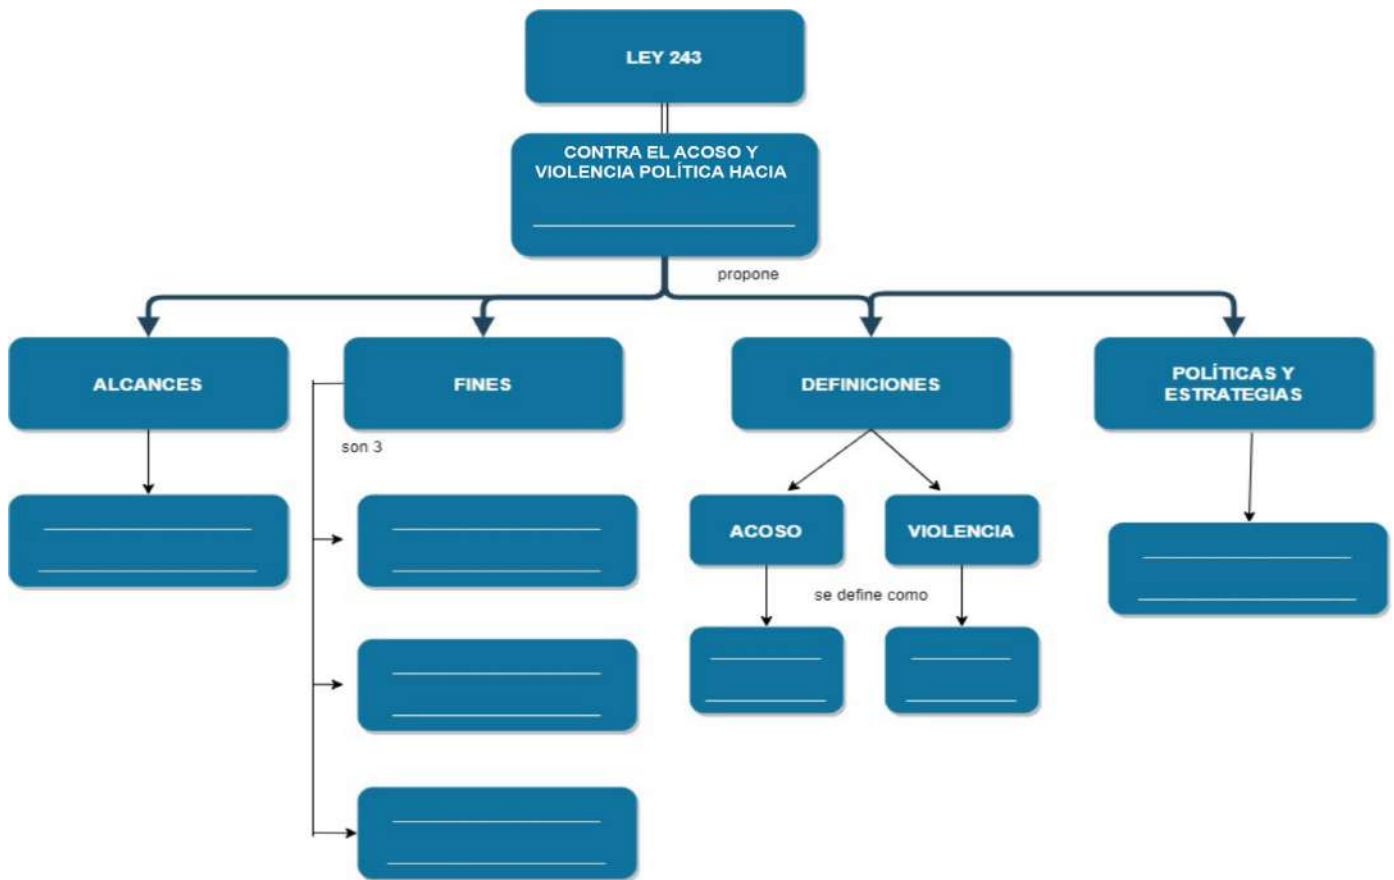 LEY 243
CONTRA EL ACOSO Y
VIOLENCIA POLÍTICA HACIA
propone
ALCANCES
FINES
DEFINICIONES
POLÍTICAS Y
ESTRATEGIAS
son 3
ACOSO
VIOLENCIA
se define como